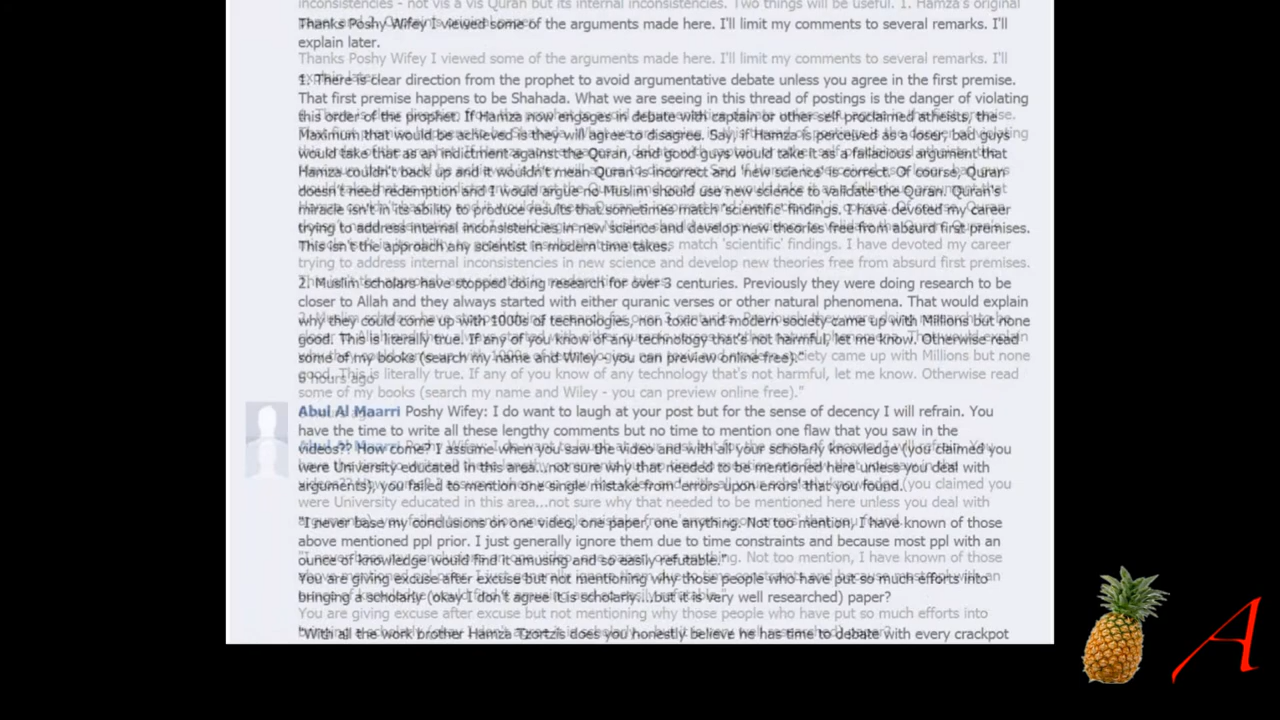 inconsistencies - not vis a vis Quran but its internal inconsistencies. Two things will be useful. 1. Hamza's original
Thanks Poshy Wifey I viewed some of the arguments made here. I'll limit my comments to several remarks. I'll
explain later.
1. There is clear direction from the prophet to avoid argumentative debate unless you agree in the first premise.
That first premise happens to be Shahada. What we are seeing in this thread of postings is the danger of violating
this order of the prophet. If Hamza now engages in debate with captain or other self proclaimed atheists, the
Maximum that would be achieved is they will agree to disagree. Say, if Hamza is perceived as a loser, bad guys
would take that as an indictment against the Quran, and good guys would take it as a fallacious argument that
Hamza couldn't back up and it wouldn't mean Quran is incorrect and 'new science' is correct. Of course, Quran
doesn't need redemption and I would argue no Muslim should use new science to validate the Quran. Quran's
miracle isn't in its ability to produce results that sometimes match 'scientific' findings. I have devoted my career
trying to address internal inconsistencies in new science and develop new theories free from absurd first premises.
This isn't the approach any scientist in modern time takes.
2. Muslim scholars have stopped doing research for over 3 centuries. Previously they were doing research to be
closer to Allah and they always started with either quranic verses or other natural phenomena. That would explain
why they could come up with 1000s of technologies, non toxic and modern society came up with Millions but none
good. This is literally true. If any of you know of any technology that's not harmful, let me know. Otherwise read
some of my books (search my name and Wiley - you can preview online free)."
6 hours ago
Abul Al Maarri Poshy Wifey: I do want to laugh at your post but for the sense of decency I will refrain. You
have the time to write all these lengthy comments but no time to mention one flaw that you saw in the
videos?? How come? I assume when you saw the video and with all your scholarly knowledge (you claimed you
were University educated in this area...not sure why that needed to be mentioned here unless you deal with
arguments), you failed to mention one single mistake from 'errors upon errors' that you found.
"I never base my conclusions on one video, one paper, one anything. Not too mention, I have known of those
above mentioned ppl prior. I just generally ignore them due to time constraints and because most ppl with an
ounce of knowledge would find it amusing and so easily refutable."
You are giving excuse after excuse but not mentioning why those people who have put so much efforts into
bringing a scholarly (okay I don't agree it is scholarly...but it is very well researched) paper?
"With all the work brother Hamza Tzortzis does you honestly believe he has time to debate with every crackpot
A